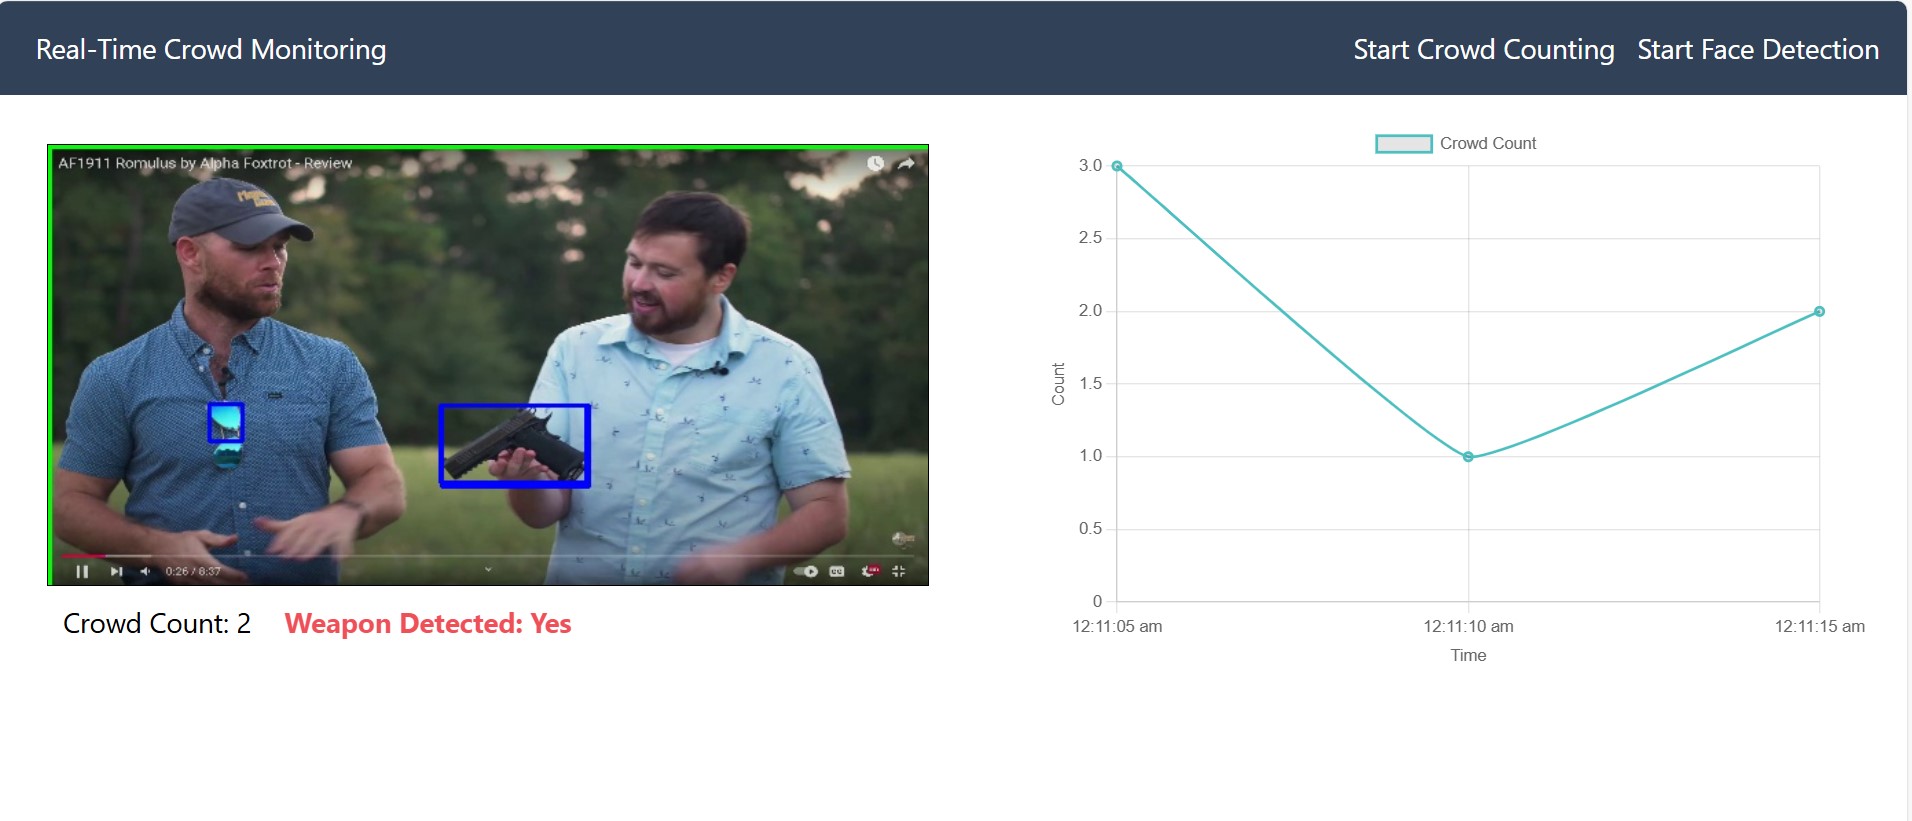 Real-Time Crowd Monitoring
Start Crowd Counting
Start Face Detection
AF1911 Romulus by Alpha Foxtrot - Review
0:26 / 8:37
CC
Crowd Count: 2
Weapon Detected: Yes
Crowd Count
3.0
2.5
2.0
1.5
1.0
0.5
0
Count
12:11:05 am
12:11:10 am
12:11:15 am
Time